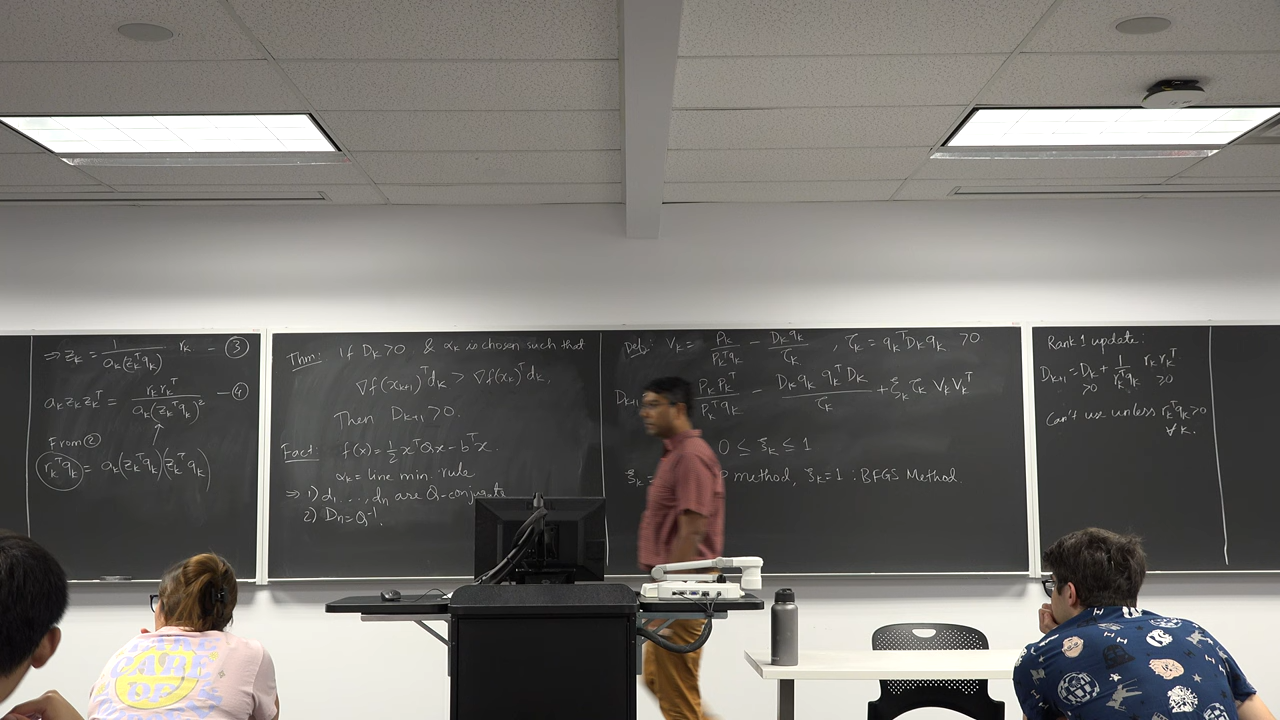 ⇒ z_k = 1 / (a_k(z_k^T q_k)) r_k — ③
a_k z_k z_k^T = r_k r_k^T / (a_k(z_k^T q_k)^2) — ④
From ②
r_k^T q_k = a_k(z_k^T q_k)(z_k^T q_k)
Thm: if D_k > 0 & α_k is chosen such that
∇f(x_{k+1})^T d_k > ∇f(x_k)^T d_k,
Then D_{k+1} > 0.
Fact: f(x) = 1/2 x^T Q x - b^T x.
α_k = line min. rule
⇒ 1) d_1, ..., d_n are Q-conjugate
2) D_n = Q^{-1}.
Defn: V_k = p_k / (p_k^T q_k) - D_k q_k / τ_k, τ_k = q_k^T D_k q_k > 0
D_{k+1} p_k p_k^T / (p_k^T q_k) - D_k q_k q_k^T D_k / τ_k + ξ_k τ_k V_k V_k^T
0 ≤ ξ_k ≤ 1
ξ_k = method, ξ_k = 1 : BFGS Method.
Rank 1 update:
D_{k+1} = D_k + 1 / (r_k^T q_k) r_k r_k^T
>0 >0
Can't use unless r_k^T q_k > 0
∀ k.
CARE